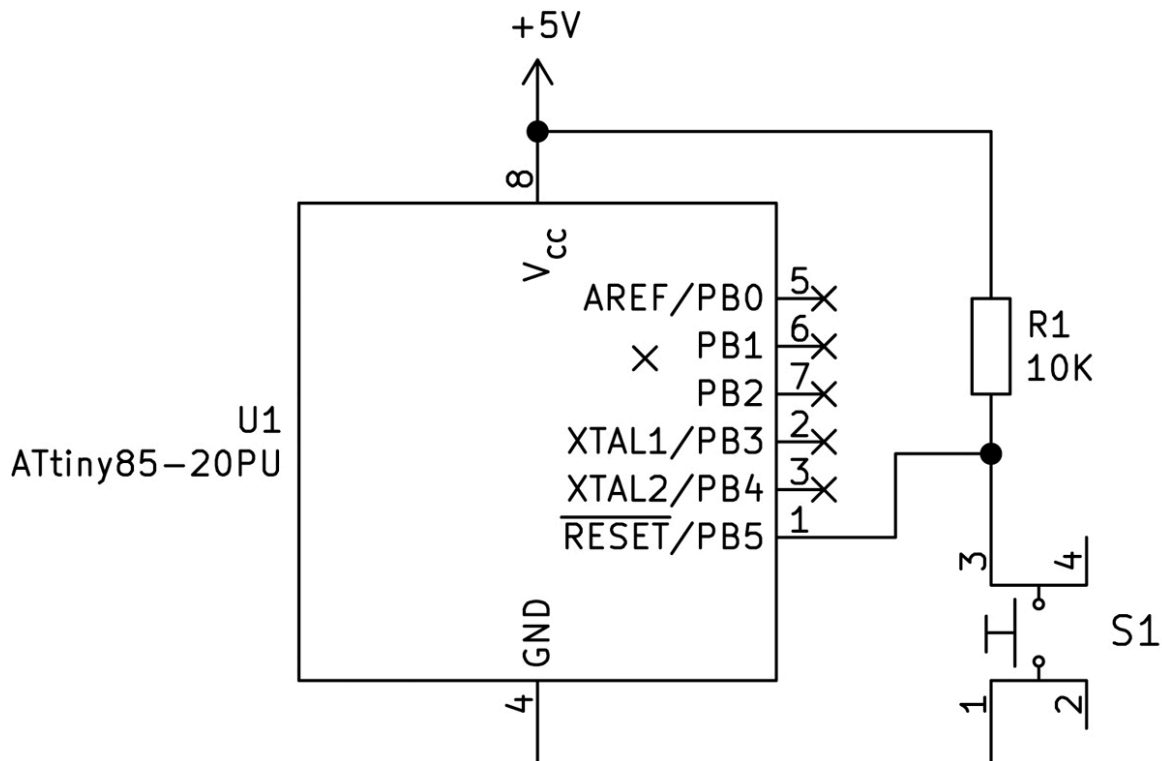 +5V
8
VCC
AREF/PB0 5
PB1 6
PB2 7
XTAL1/PB3 2
XTAL2/PB4 3
RESET/PB5 1
GND
4
U1
ATtiny85-20PU
R1
10K
3 4
S1
1 2